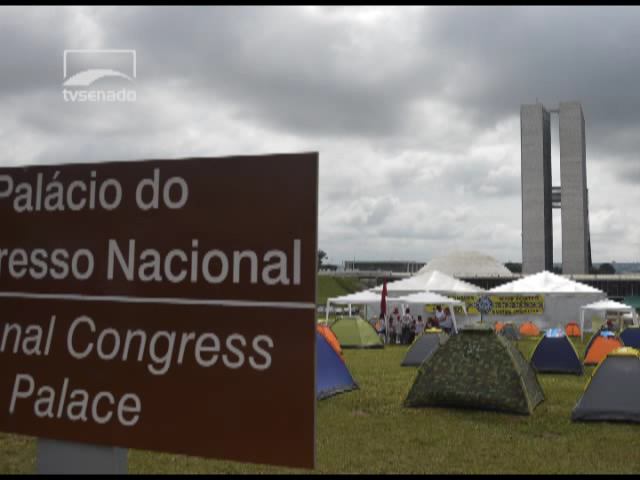 tvsenado
Palácio do
resso Nacional
nal Congress
Palace